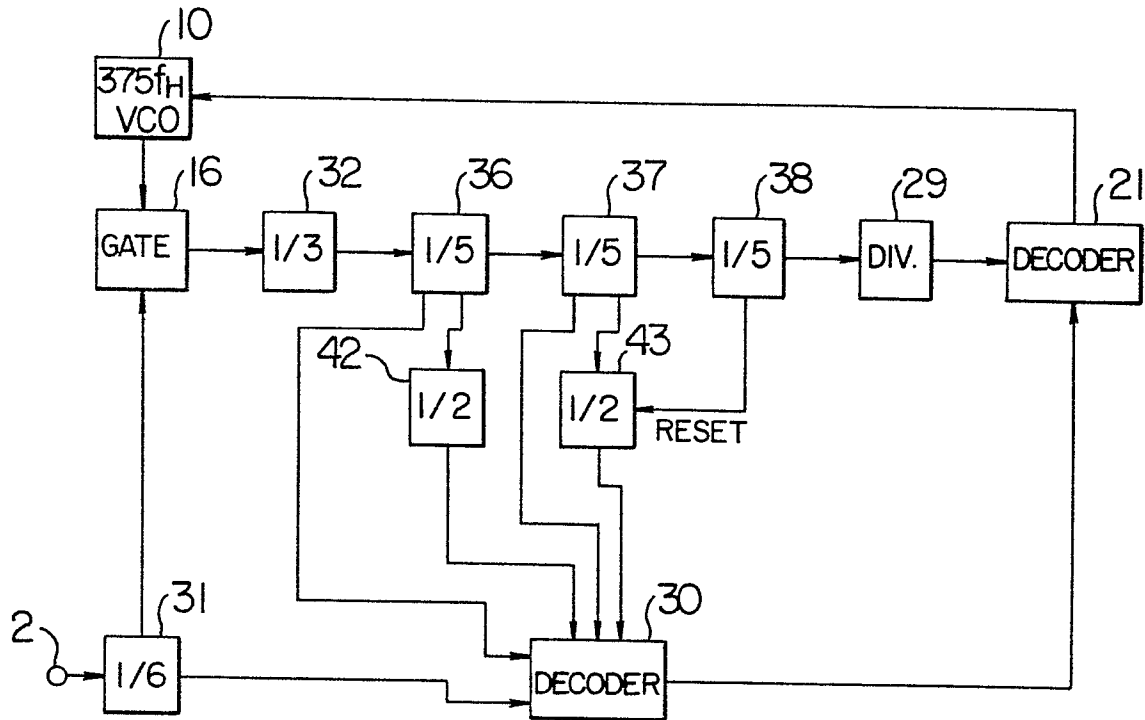 10
375fH
VCO
16
32
36
37
38
29
21
GATE
1/3
1/5
1/5
1/5
DIV.
DECODER
42
43
1/2
1/2
RESET
31
30
2
1/6
DECODER